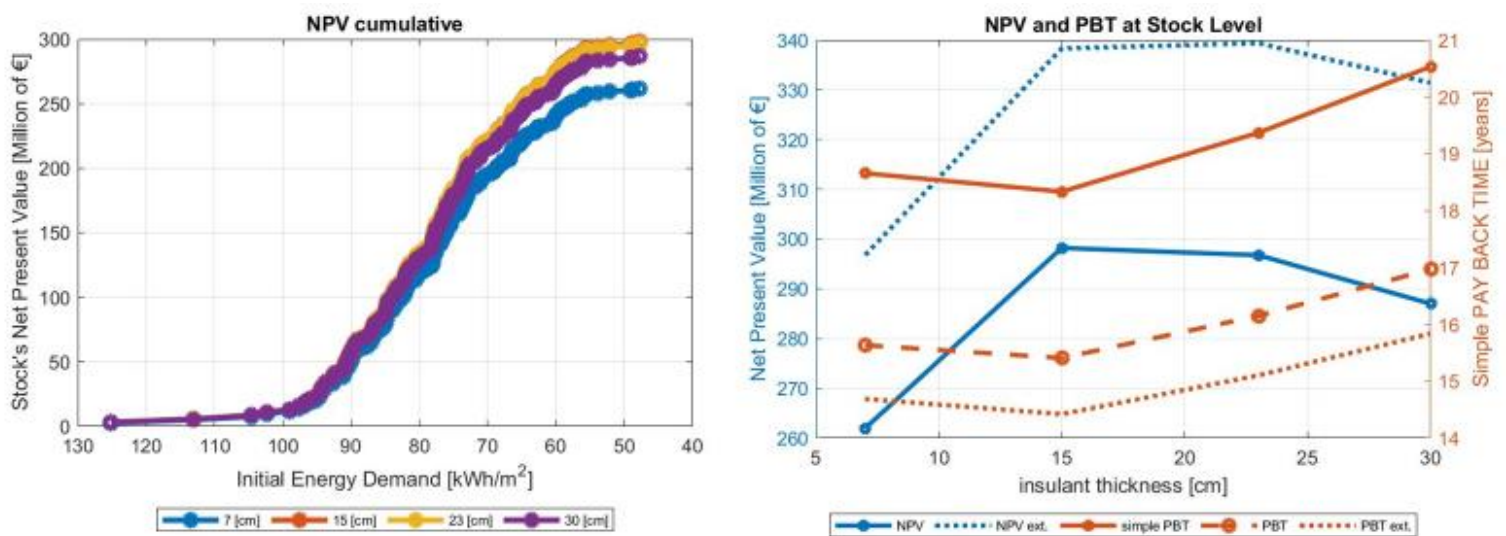 NPV cumulative
Stock's Net Present Value [Million of €]
300
250
200
150
100
50
0
130 120 110 100 90 80 70 60 50 40
Initial Energy Demand [kWh/m²]
7 [cm] 15 [cm] 23 [cm] 30 [cm]
NPV and PBT at Stock Level
Net Present Value [Million of €]
340
330
320
310
300
290
280
270
260
5 10 15 20 25 30
insulant thickness [cm]
21
20
19
18
17
16
15
14
Simple PAY BACK TIME [years]
NPV NPV ext. simple PBT PBT PBT ext.